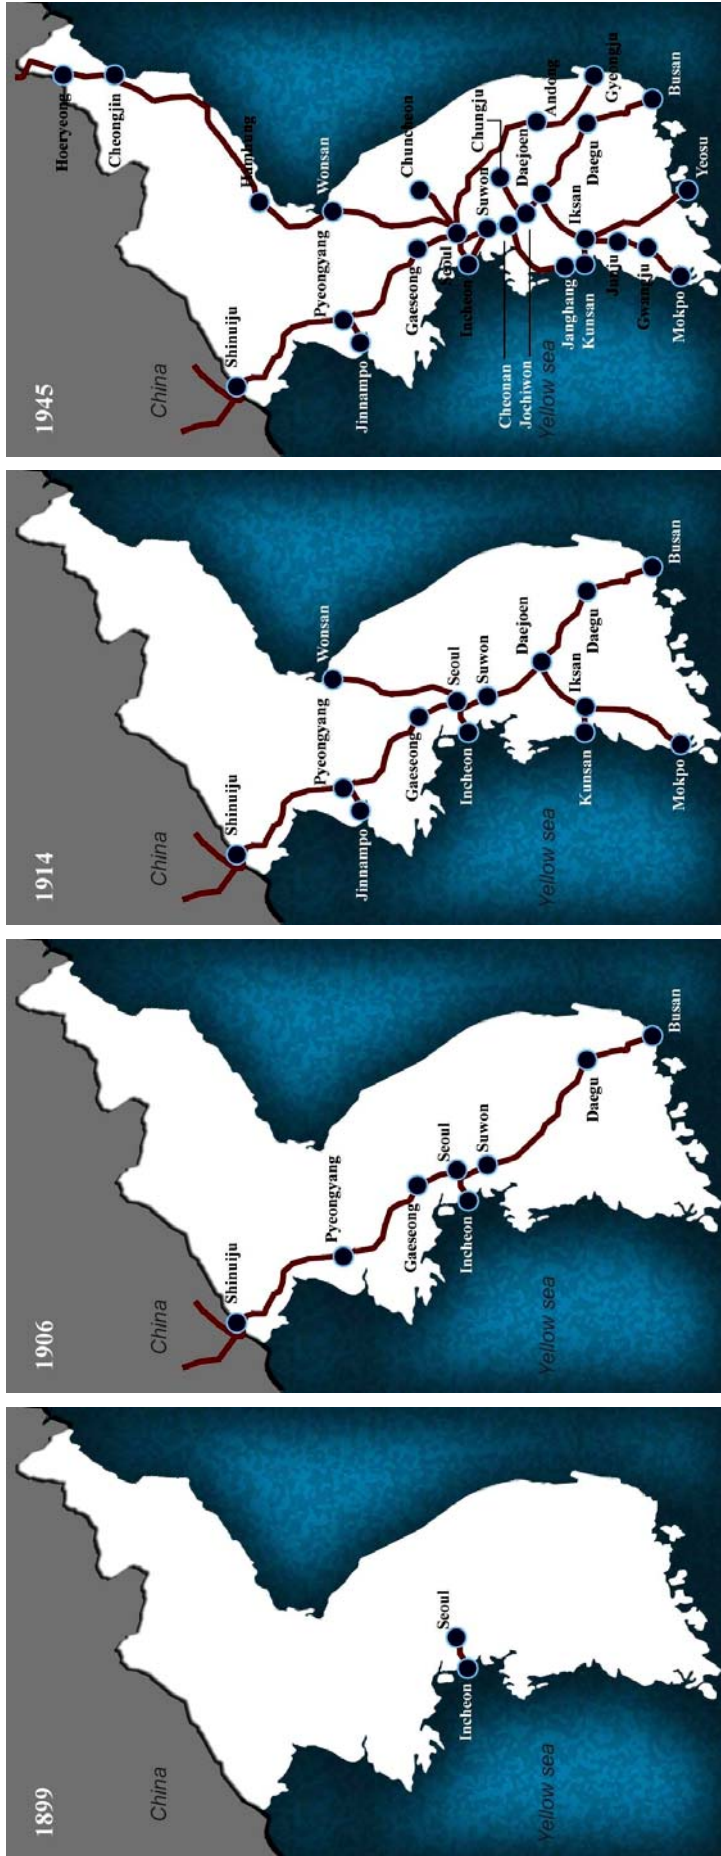 1899
China
Seoul
Incheon
Yellow sea
1906
China
Shinuiju
Pyeongyang
Gaeseong
Seoul
Incheon
Suwon
Yellow sea
Daegu
Busan
1914
China
Shinuiju
Wonsan
Pyeongyang
Jinnampo
Gaeseong
Seoul
Incheon
Suwon
Daejoen
Yellow sea
Iksan
Kunsan
Daegu
Mokpo
Busan
1945
Hoeryeong
Cheongjin
China
Shinuiju
Hamhung
Wonsan
Pyeongyang
Jinnampo
Chuncheon
Gaeseong
Seoul
Incheon
Chungju
Suwon
Cheonan
Daejoen
Jochiwon
Andong
Yellow sea
Janghang
Iksan
Kunsan
Daegu
Gyeongju
Junju
Gwangju
Mokpo
Busan
Yeosu